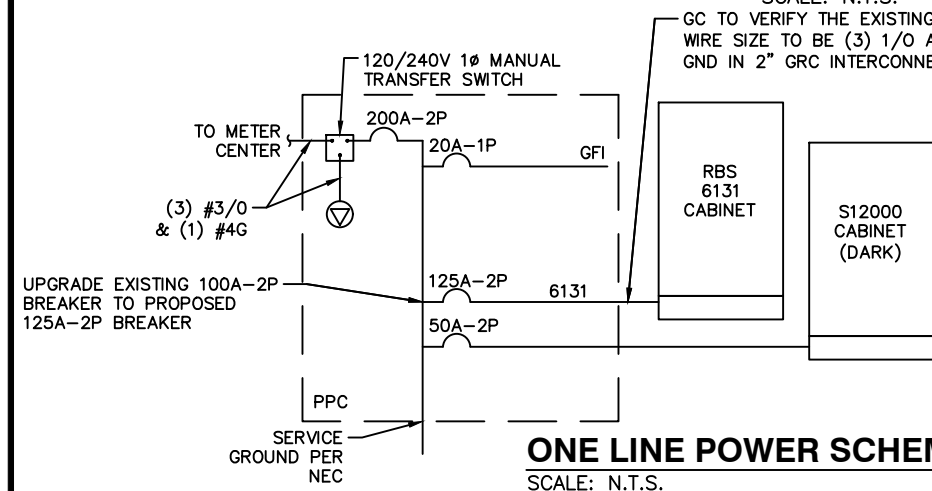 SCALE: N.T.S.
GC TO VERIFY THE EXISTING
WIRE SIZE TO BE (3) 1/0
GND IN 2" GRC
120/240V 1ø MANUAL
TRANSFER SWITCH
200A-2P
TO METER
CENTER
20A-1P
GFI
RBS
6131
CABINET
S12000
CABINET
(DARK)
(3) #3/0
& (1) #4G
UPGRADE EXISTING 100A-2P
BREAKER TO PROPOSED
125A-2P BREAKER
125A-2P
6131
50A-2P
PPC
SERVICE
GROUND PER
NEC
ONE LINE POWER
SCALE: N.T.S.